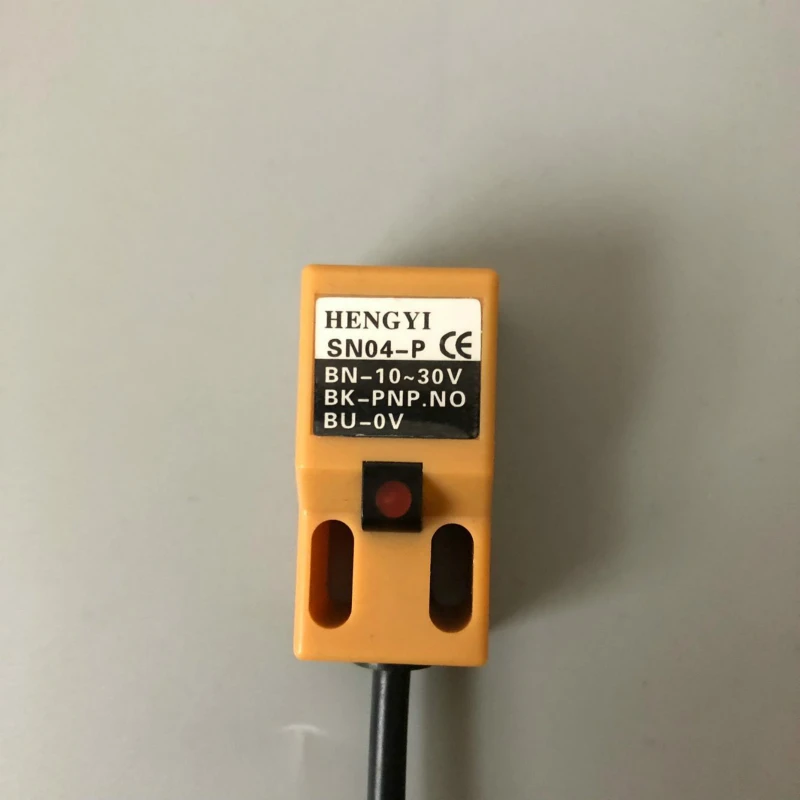 HENGYI
SN04-P CE
BN-10~30V
BK-PNP.NO
BU-0V